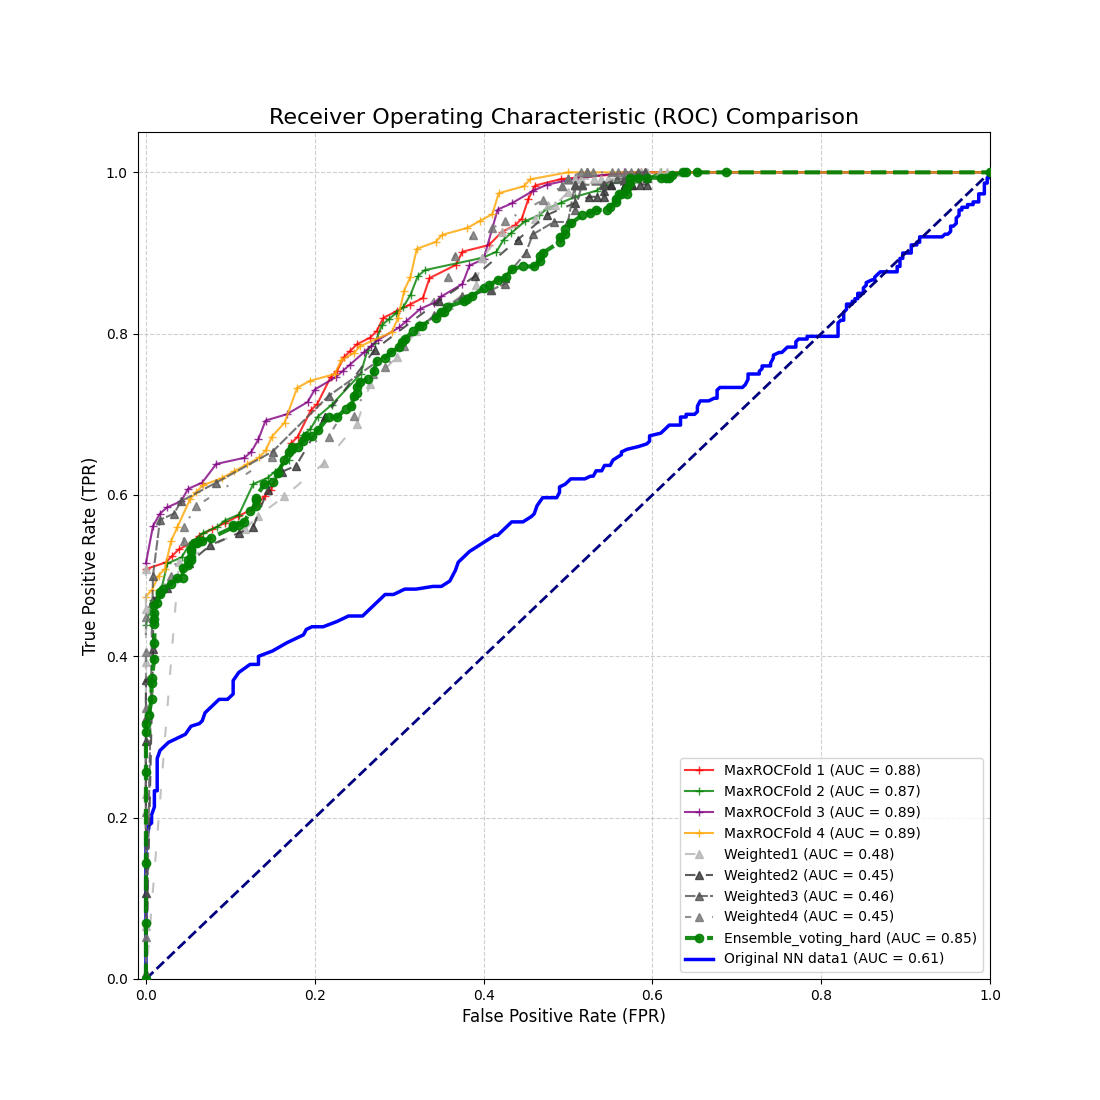 Receiver Operating Characteristic (ROC) Comparison
True Positive Rate (TPR)
1.0
0.8
0.6
0.4
0.2
0.0
MaxROCFold 1 (AUC = 0.88)
MaxROCFold 2 (AUC = 0.87)
MaxROCFold 3 (AUC = 0.89)
MaxROCFold 4 (AUC = 0.89)
Weighted1 (AUC = 0.48)
Weighted2 (AUC = 0.45)
Weighted3 (AUC = 0.46)
Weighted4 (AUC = 0.45)
Ensemble_voting_hard (AUC = 0.85)
Original NN data1 (AUC = 0.61)
0.0 0.2 0.4 0.6 0.8 1.0
False Positive Rate (FPR)